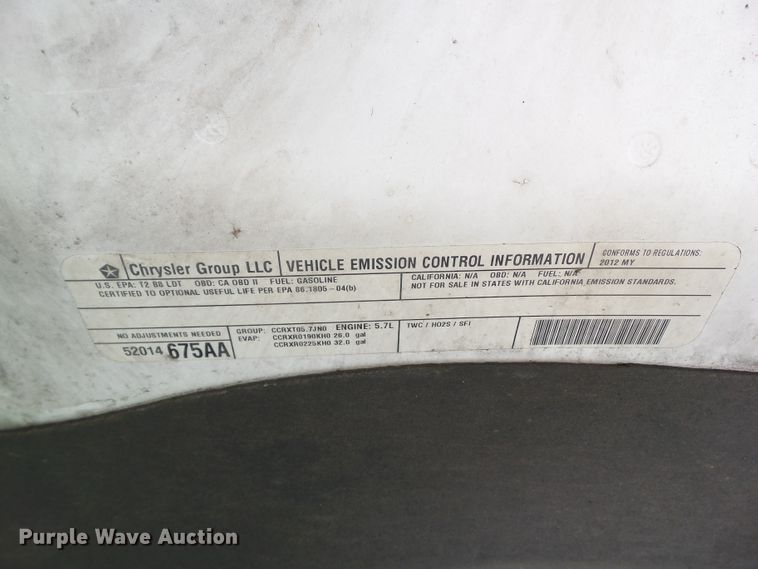 Chrysler Group LLC
VEHICLE EMISSION CONTROL INFORMATION
CONFORMS TO REGULATIONS:
2012 MY
U.S. EPA: T2 B8 LDT OBD: CA OBD II FUEL: GASOLINE
CERTIFIED TO OPTIONAL USEFUL LIFE PER EPA 86.1805-04(b)
CALIFORNIA: N/A OBD: N/A FUEL: N/A
NOT FOR SALE IN STATES WITH CALIFORNIA EMISSION STANDARDS.
NO ADJUSTMENTS NEEDED
52014 675AA
GROUP: CCRXT05.7JN0 ENGINE: 5.7L
EVAP: CCRXR0190KH0 26.0 gal
CCRXR0225KH0 32.0 gal
TWC / HO2S / SFI
Purple Wave Auction